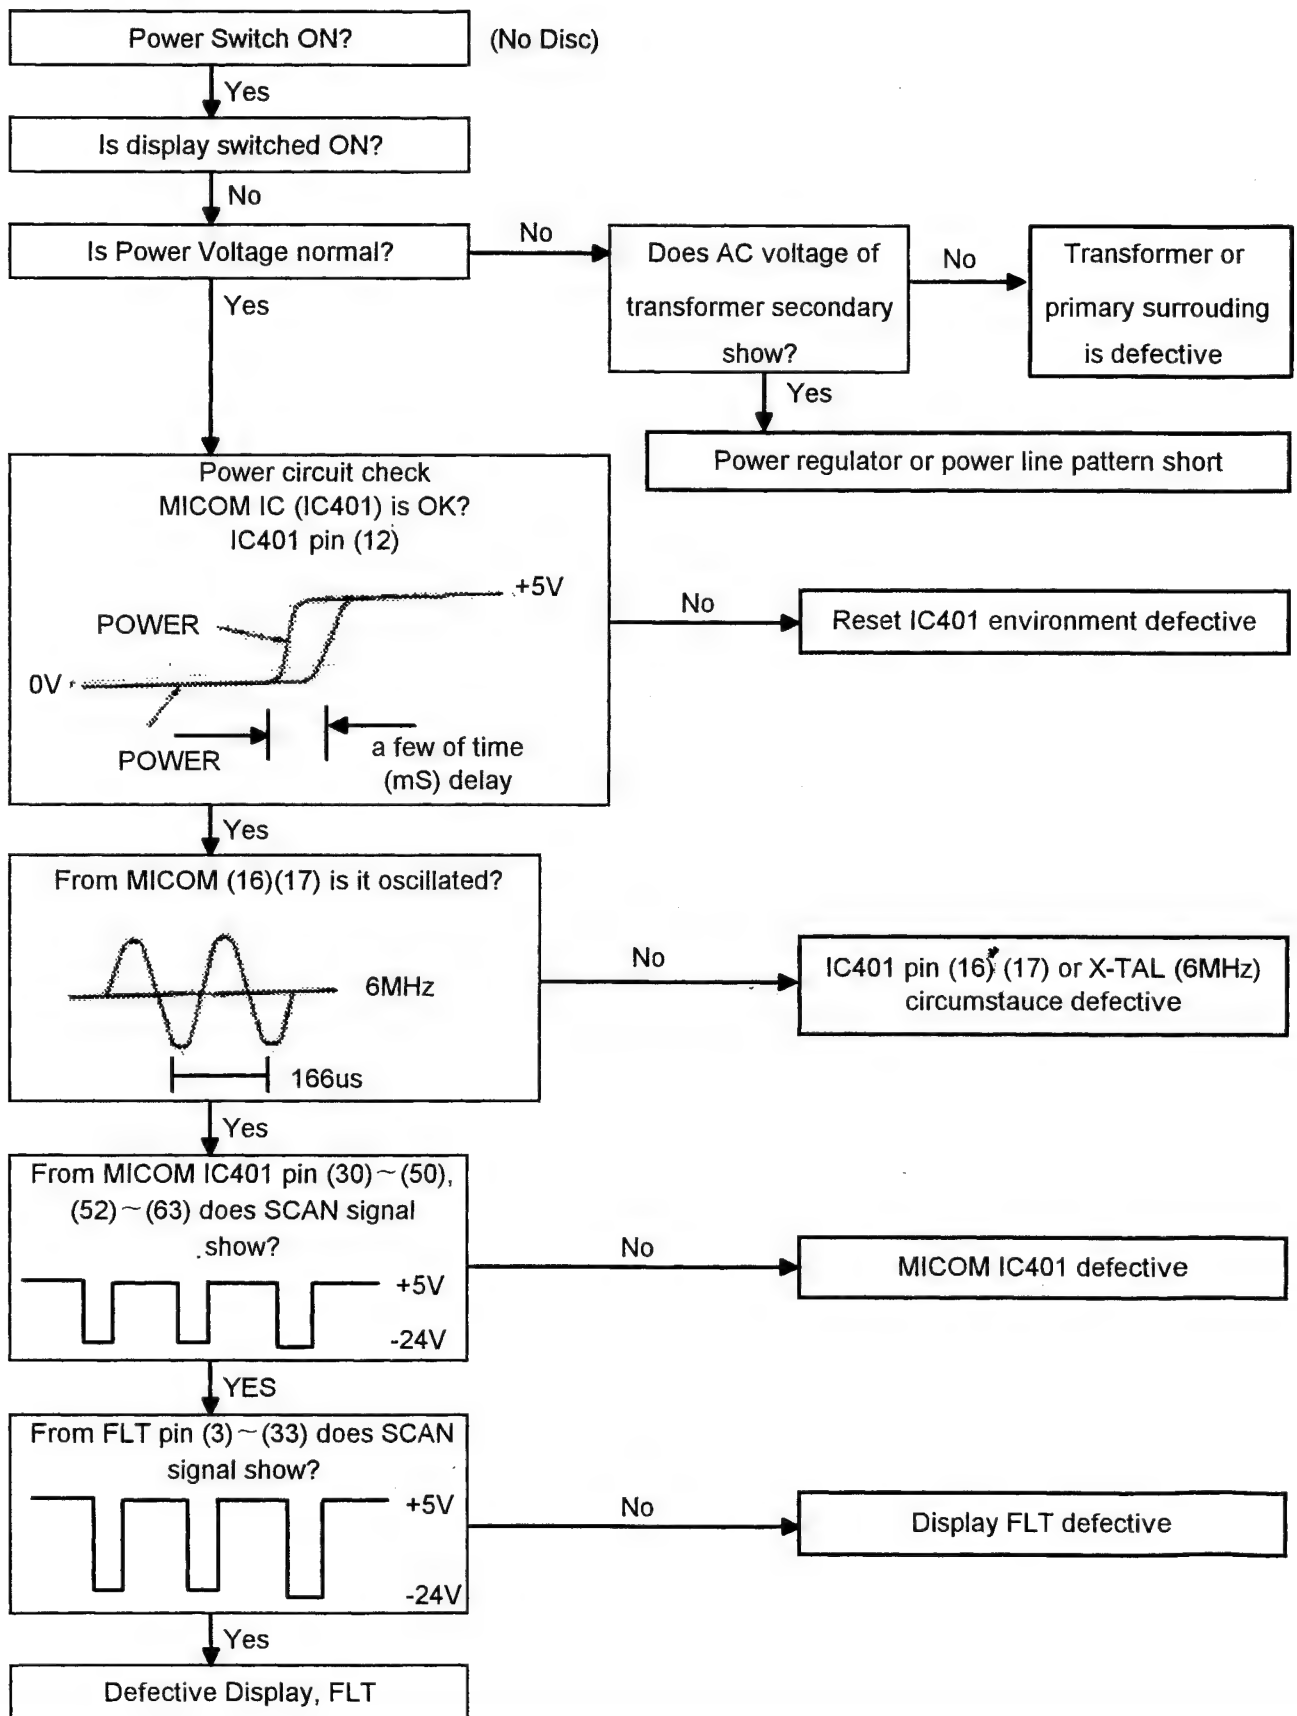 Power Switch ON?
(No Disc)
Yes
Is display switched ON?
No
Is Power Voltage normal?
No
Does AC voltage of
transformer secondary
show?
No
Transformer or
primary surrouding
is defective
Yes
Yes
Power regulator or power line pattern short
Power circuit check
MICOM IC (IC401) is OK?
IC401 pin (12)
+5V
POWER
0V
POWER
a few of time
(mS) delay
No
Reset IC401 environment defective
Yes
From MICOM (16)(17) is it oscillated?
6MHz
166us
No
IC401 pin (16) (17) or X-TAL (6MHz)
circumstauce defective
Yes
From MICOM IC401 pin (30)~(50),
(52)~(63) does SCAN signal
show?
+5V
-24V
No
MICOM IC401 defective
YES
From FLT pin (3)~(33) does SCAN
signal show?
+5V
-24V
No
Display FLT defective
Yes
Defective Display, FLT